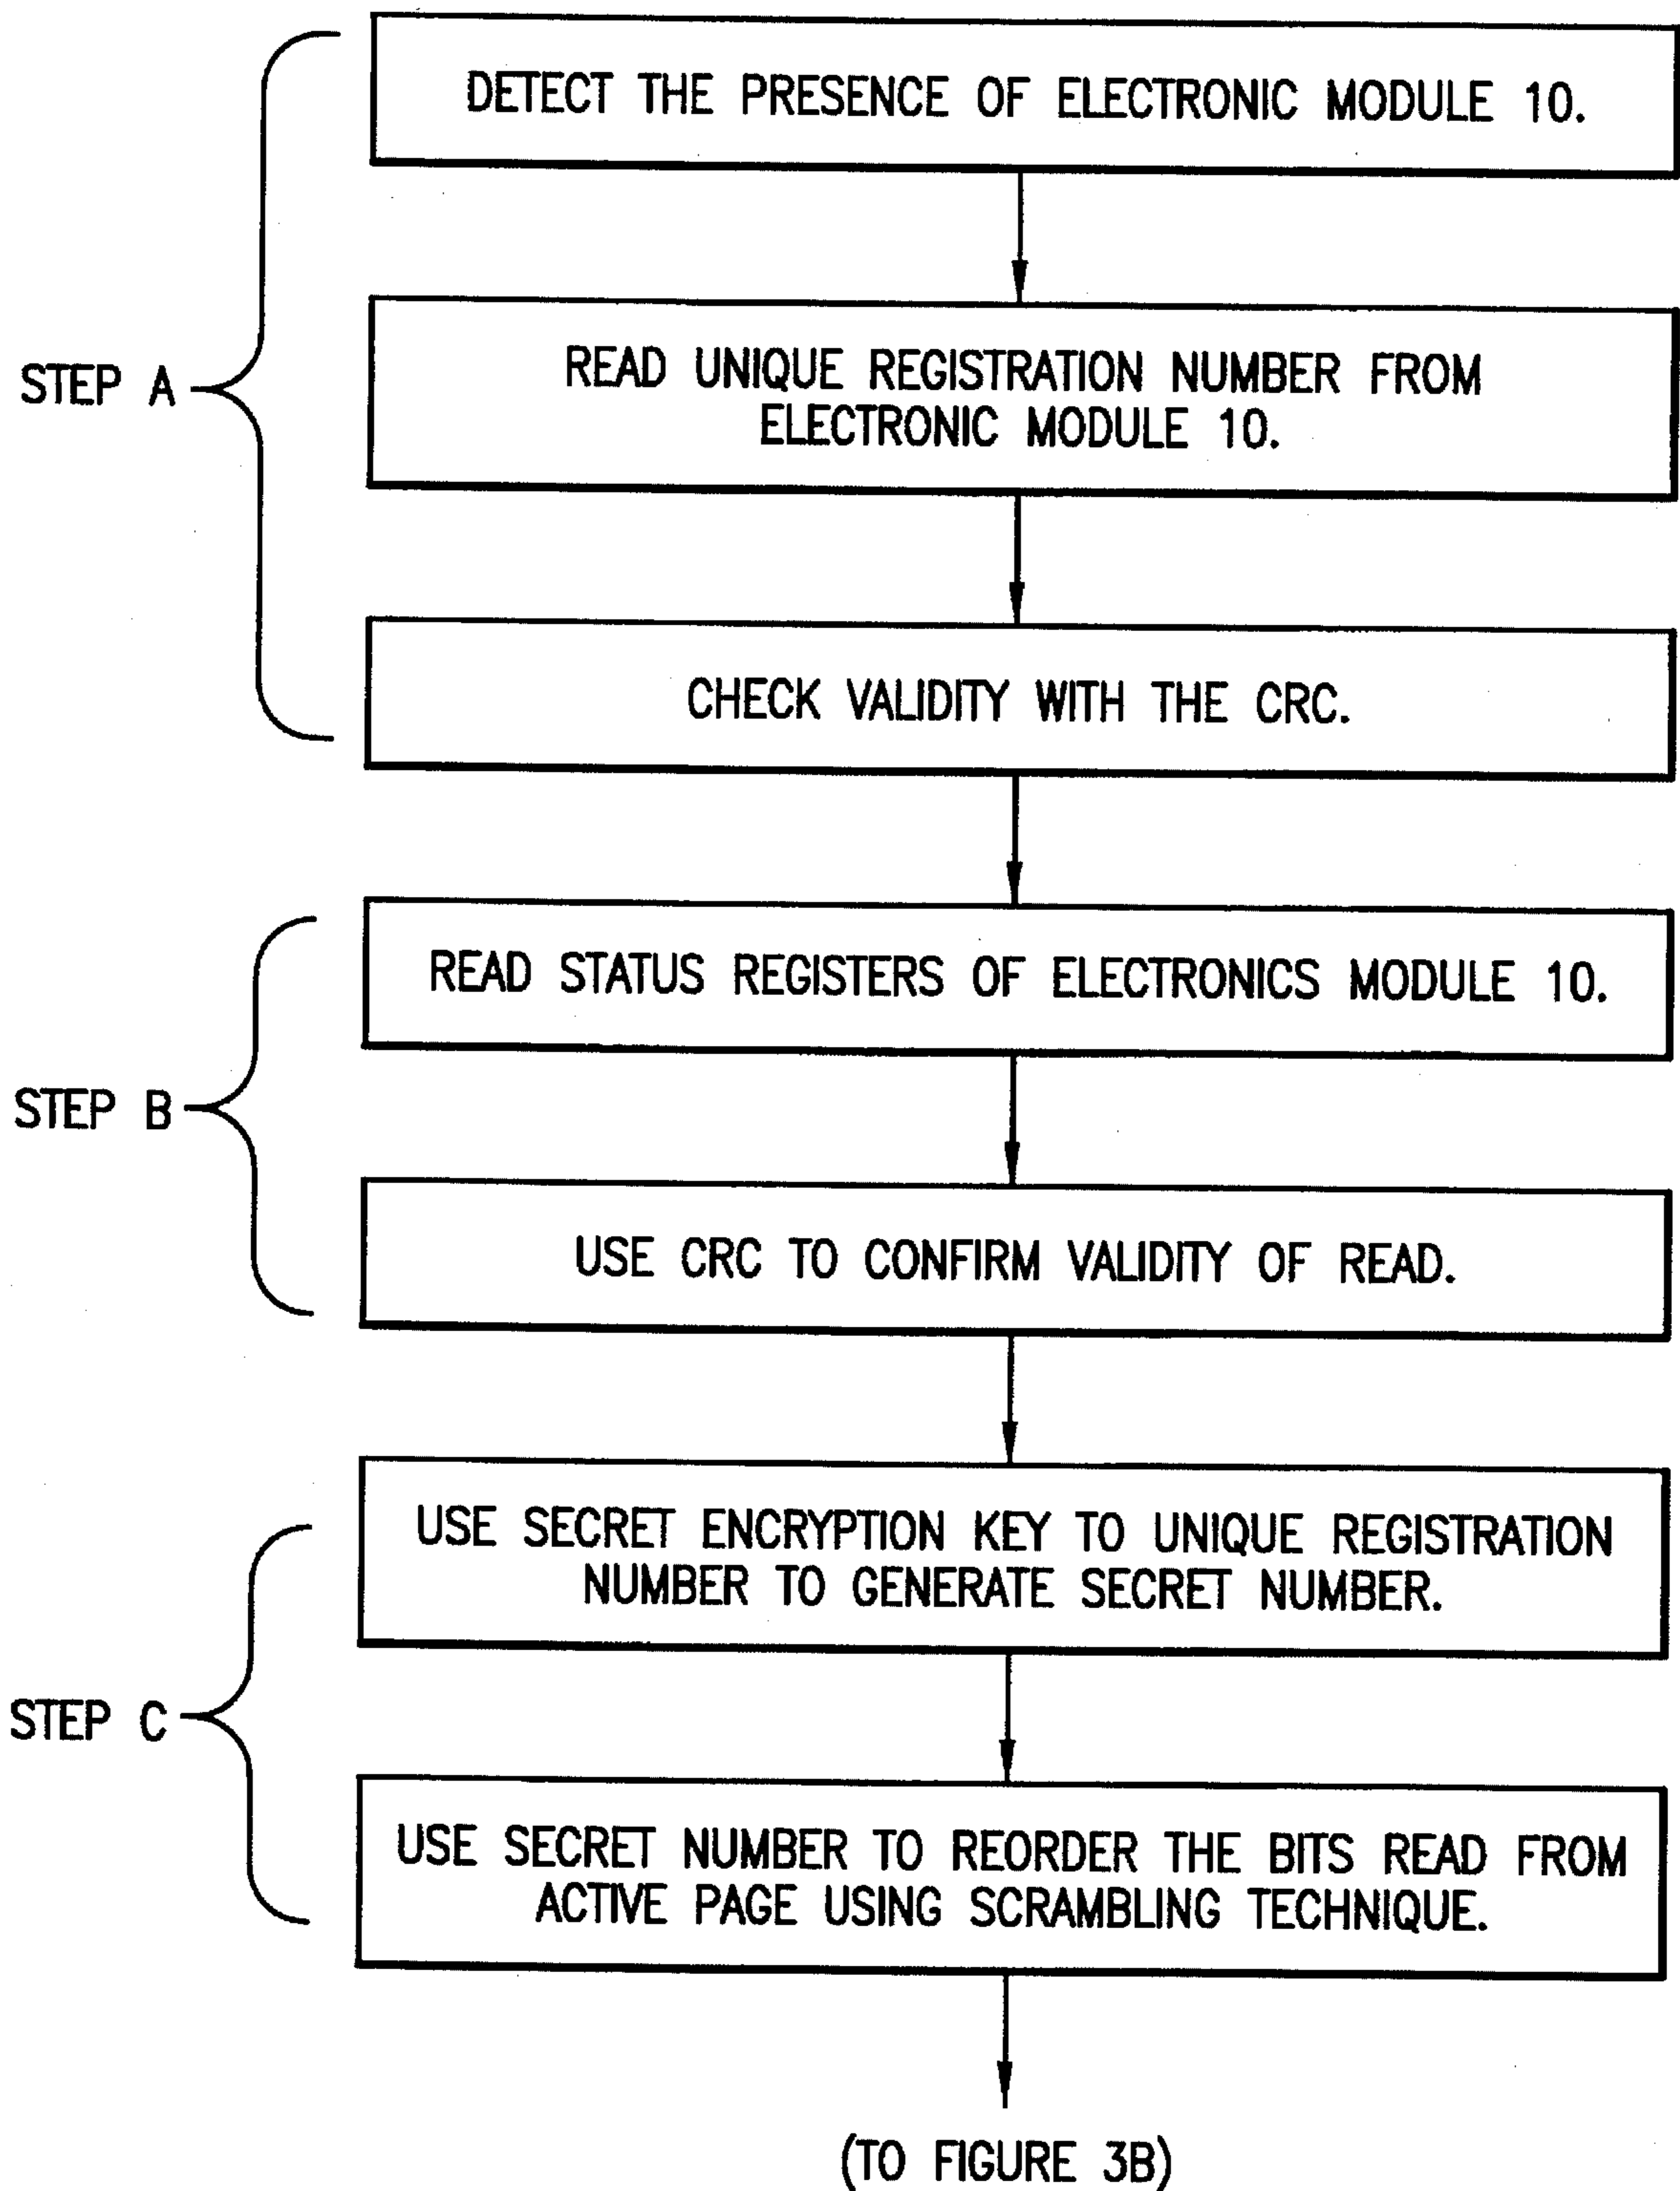 DETECT THE PRESENCE OF ELECTRONIC MODULE 10.
STEP A
READ UNIQUE REGISTRATION NUMBER FROM
ELECTRONIC MODULE 10.
CHECK VALIDITY WITH THE CRC.
READ STATUS REGISTERS OF ELECTRONICS MODULE 10.
STEP B
USE CRC TO CONFIRM VALIDITY OF READ.
USE SECRET ENCRYPTION KEY TO UNIQUE REGISTRATION
NUMBER TO GENERATE SECRET NUMBER.
STEP C
USE SECRET NUMBER TO REORDER THE BITS READ FROM
ACTIVE PAGE USING SCRAMBLING TECHNIQUE.
(TO FIGURE 3B)